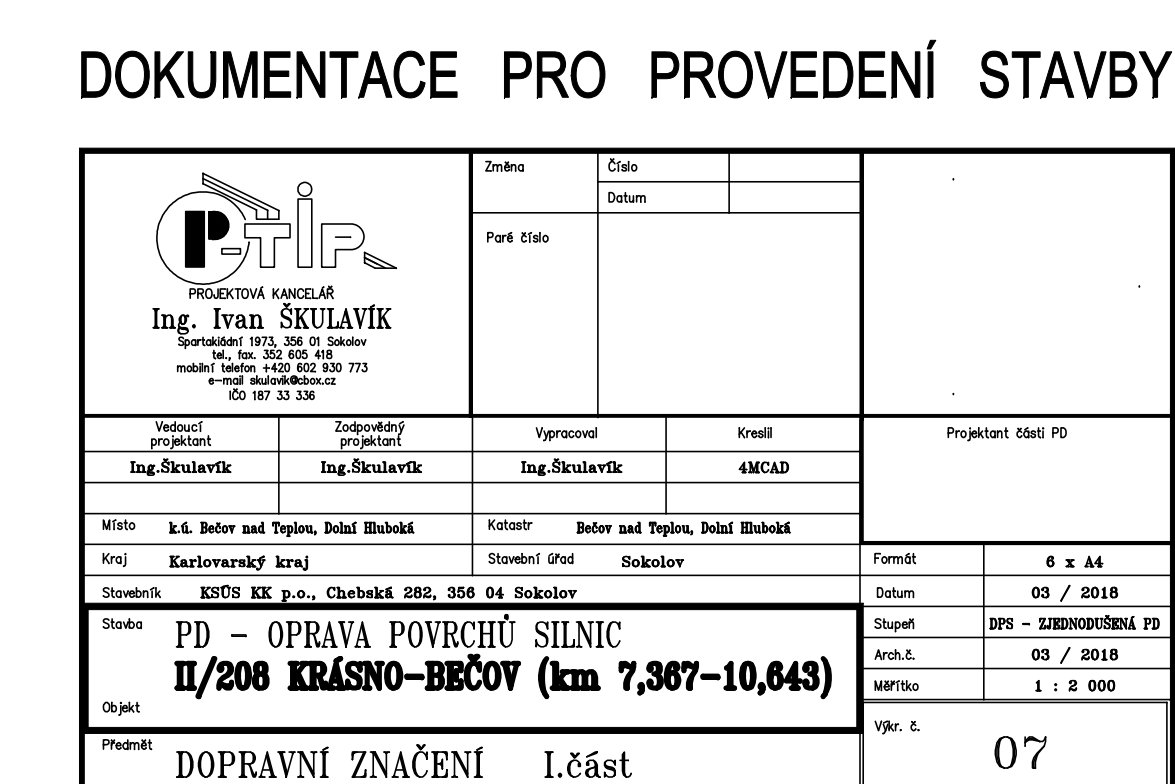 DOKUMENTACE PRO PROVEDENÍ STAVBY
P-TIP
PROJEKTOVÁ KANCELÁŘ
Ing. Ivan ŠKULAVÍK
Spartakiádní 1973, 356 01 Sokolov
tel., fax. 352 605 418
mobilní telefon +420 602 930 773
e-mail skulavik@cbox.cz
IČO 187 33 336
Změna
Číslo
Datum
Paré číslo
Vedoucí projektant
Zodpovědný projektant
Vypracoval
Kreslil
Projektant části PD
Ing.Škulavík
Ing.Škulavík
Ing.Škulavík
4MCAD
Místo k.ú. Bečov nad Teplou, Dolní Hluboká
Katastr Bečov nad Teplou, Dolní Hluboká
Kraj Karlovarský kraj
Stavební úřad Sokolov
Formát 6 x A4
Stavebník KSÚS KK p.o., Chebská 282, 356 04 Sokolov
Datum 03 / 2018
Stavba PD - OPRAVA POVRCHŮ SILNIC
II/208 KRÁSNO-BEČOV (km 7,367-10,643)
Objekt
Stupeň DPS - ZJEDNODUŠENÁ PD
Arch.č. 03 / 2018
Měřítko 1 : 2 000
Předmět DOPRAVNÍ ZNAČENÍ I.část
Výkr. č. 07